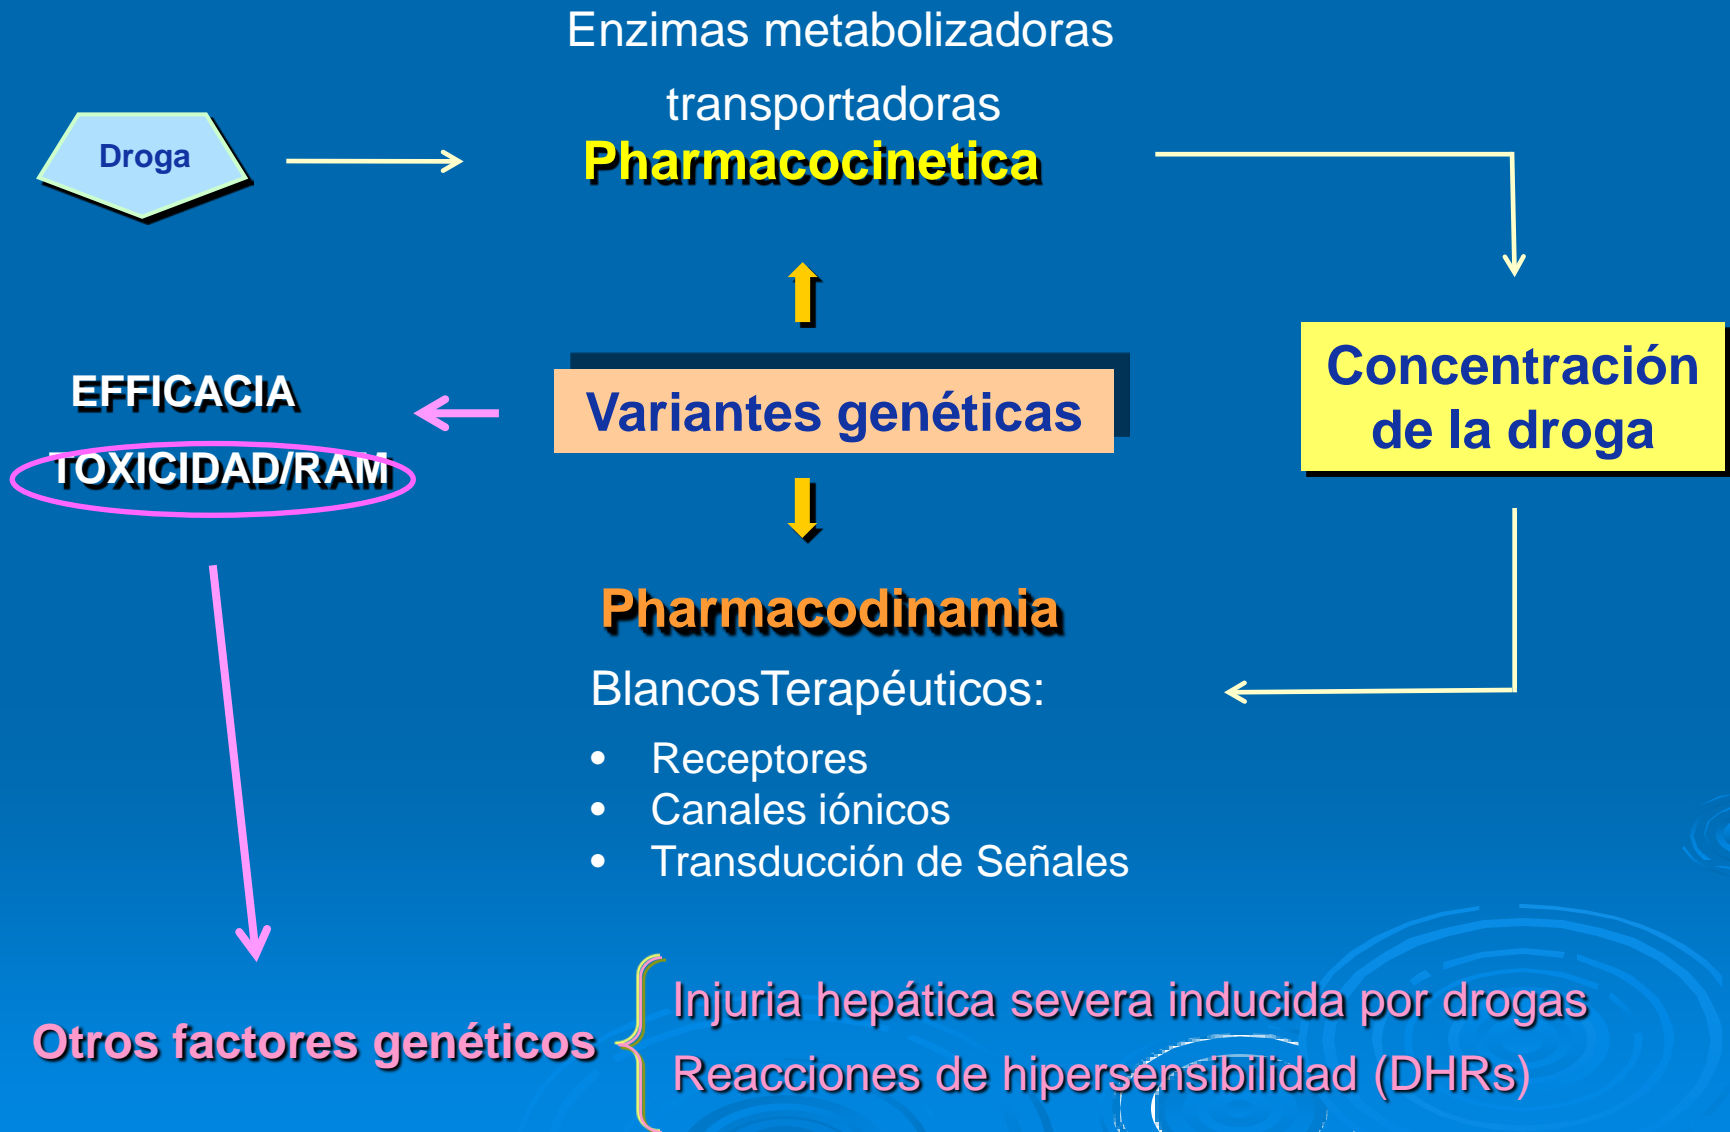 Enzimas metabolizadoras
transportadoras
Droga
Pharmacocinetica
Concentración
de la droga
EFFICACIA
Variantes genéticas
TOXICIDAD/RAM
Pharmacodinamia
BlancosTerapéuticos:
• Receptores
• Canales iónicos
• Transducción de Señales
Otros factores genéticos
Injuria hepática severa inducida por drogas
Reacciones de hipersensibilidad (DHRs)